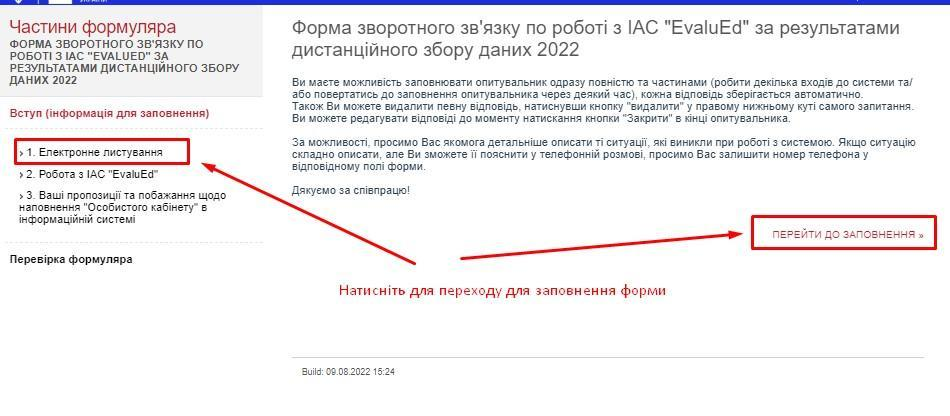 УКРАЇНИ
Частини формуляра
ФОРМА ЗВОРОТНОГО ЗВ'ЯЗКУ ПО
РОБОТІ З ІАС "EVALUED" ЗА
РЕЗУЛЬТАТАМИ ДИСТАНЦІЙНОГО ЗБОРУ
ДАНИХ 2022
Вступ (інформація для заповнення)
› 1. Електронне листування
› 2. Робота з ІАС "EvaluEd"
› 3. Ваші пропозиції та побажання щодо
наповнення "Особистого кабінету" в
інформаційній системі
Перевірка формуляра
Форма зворотного зв'язку по роботі з ІАС "EvaluEd" за результатами
дистанційного збору даних 2022
Ви маєте можливість заповнювати опитувальник одразу повністю та частинами (робити декілька входів до системи та/
або повертатись до заповнення опитувальника через деякий час), кожна відповідь зберігається автоматично.
Також Ви можете видалити певну відповідь, натиснувши кнопку "видалити" у правому нижньому куті самого запитання.
Ви можете редагувати відповіді до моменту натискання кнопки "Закрити" в кінці опитувальника.
За можливості, просимо Вас якомога детальніше описати ті ситуації, які виникли при роботі з системою. Якщо ситуацію
складно описати, але Ви зможете її пояснити у телефонній розмові, просимо Вас залишити номер телефона у
відповідному полі форми.
Дякуємо за співпрацю!
ПЕРЕЙТИ ДО ЗАПОВНЕННЯ »
Натисніть для переходу для заповнення форми
Build: 09.08.2022 15:24